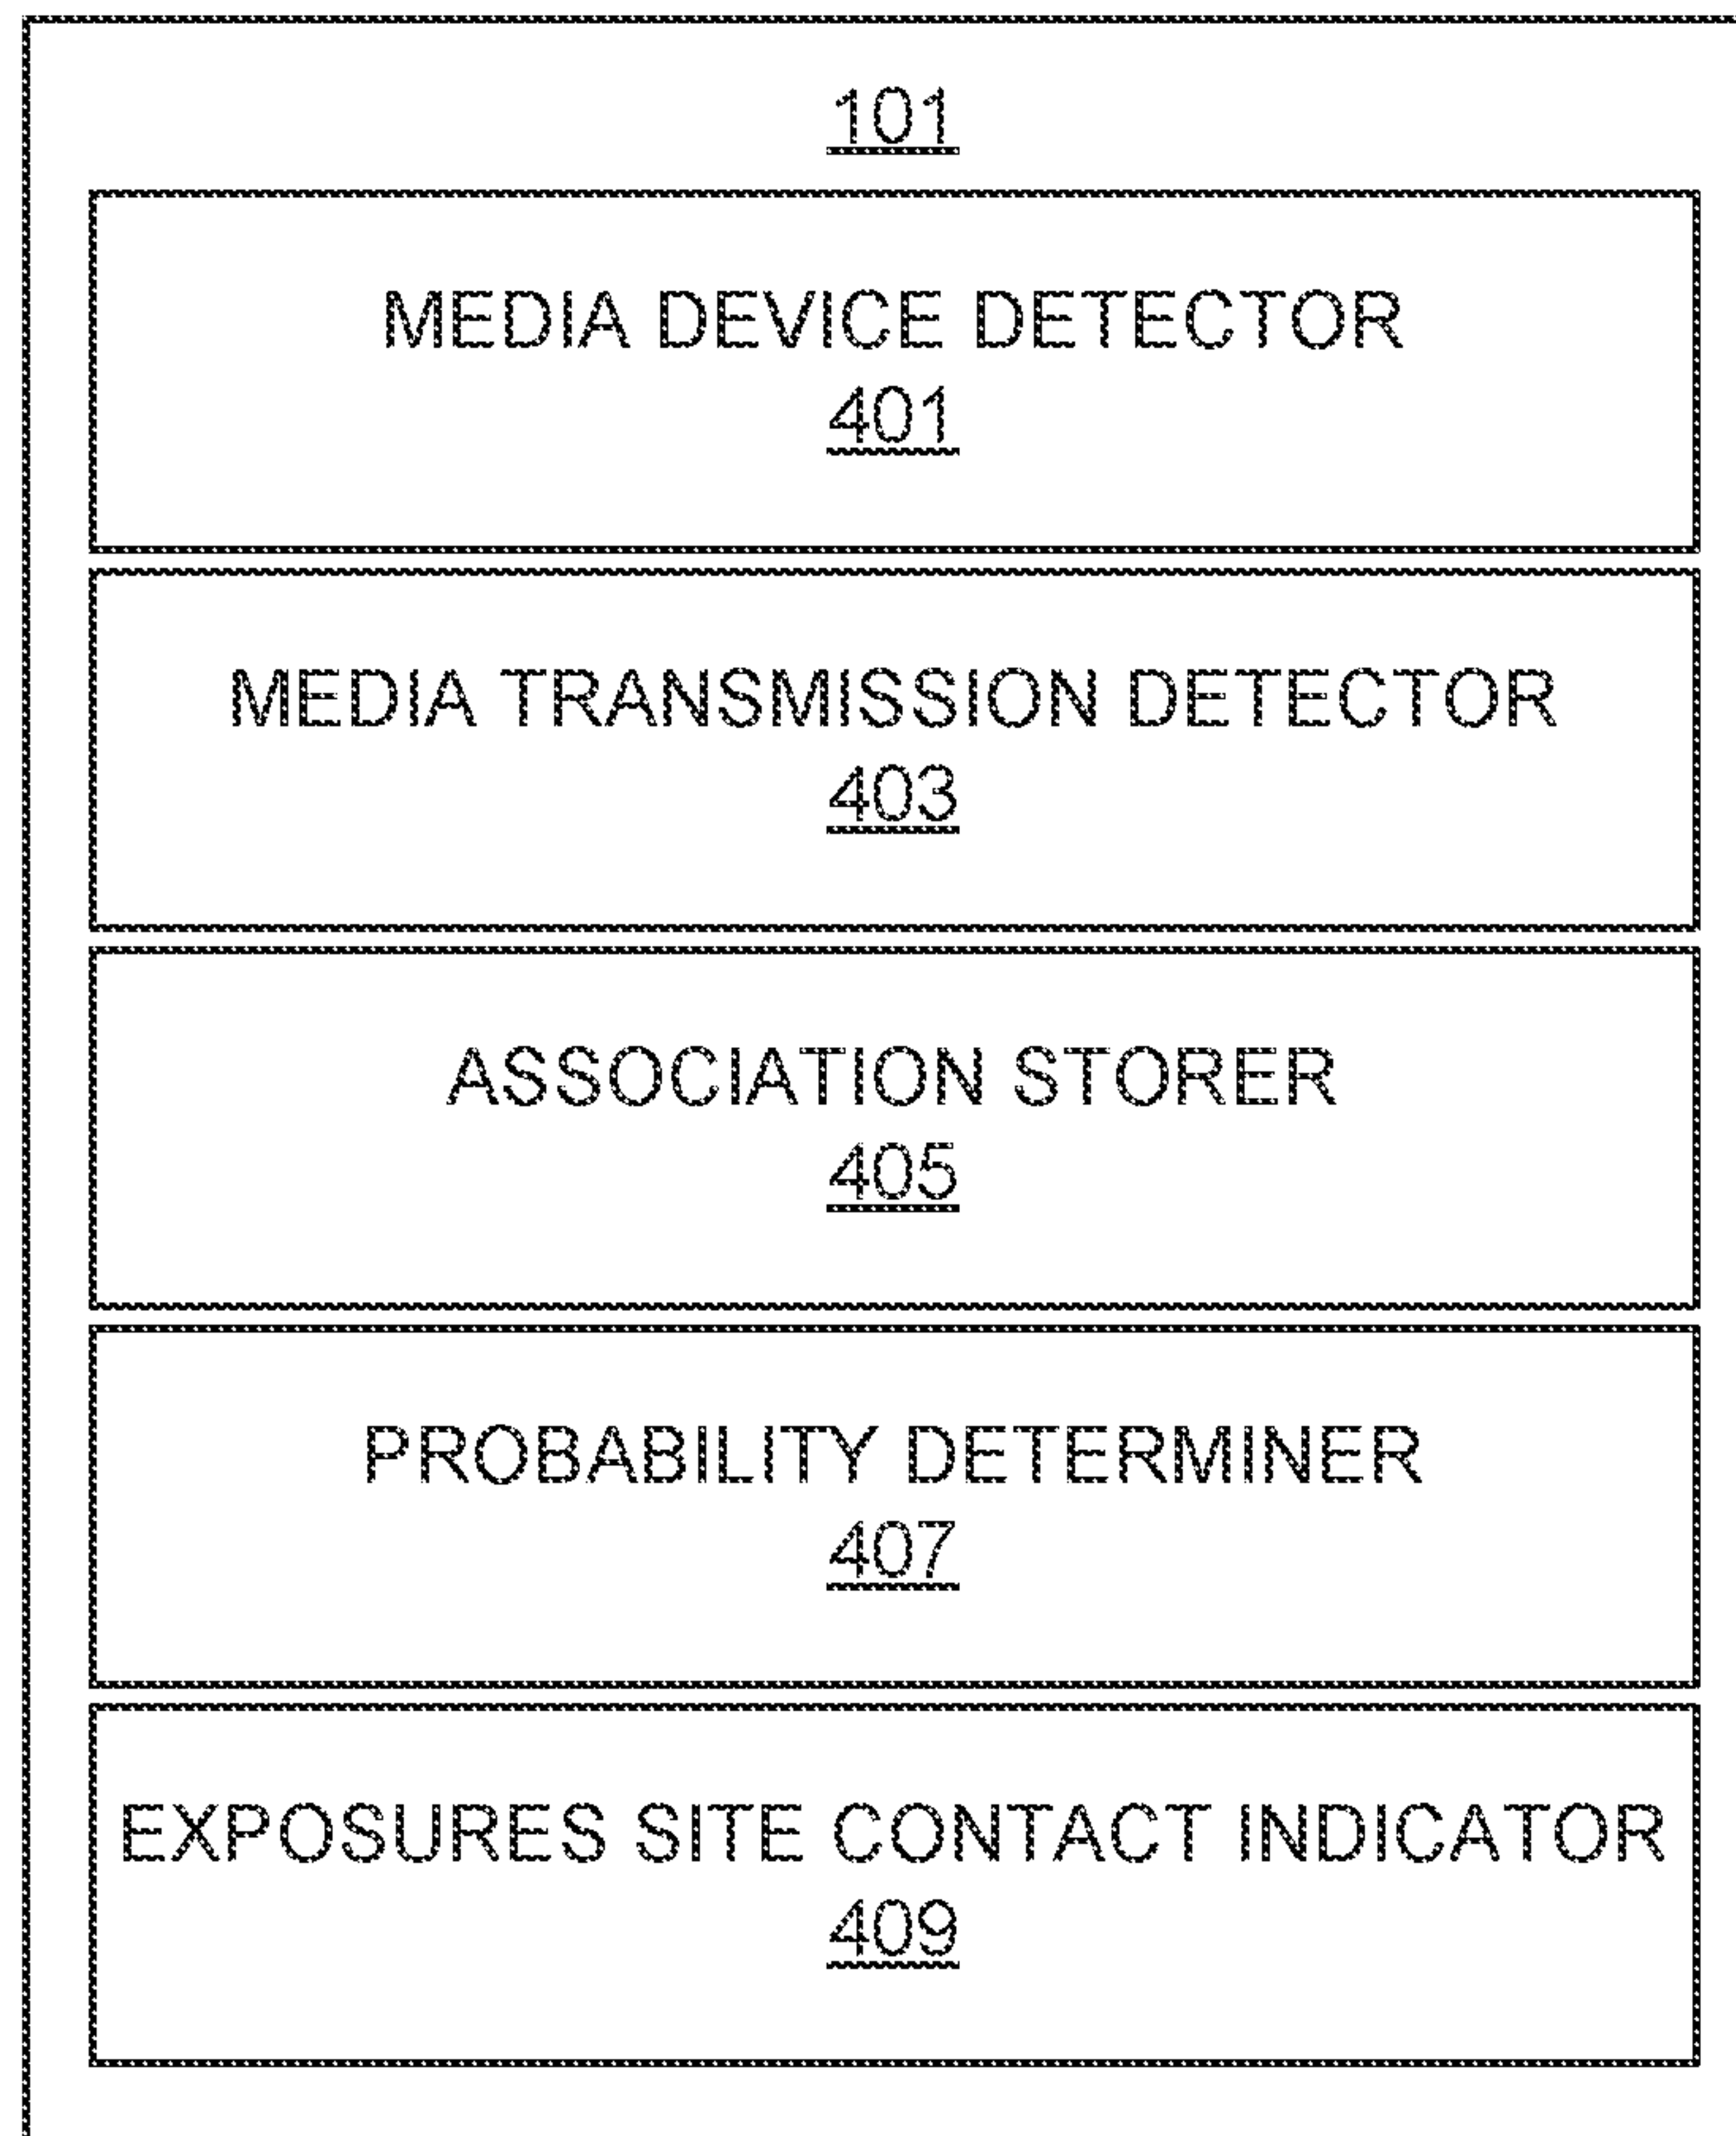 101
MEDIA DEVICE DETECTOR
401
MEDIA TRANSMISSION DETECTOR
403
ASSOCIATION STORER
405
PROBABILITY DETERMINER
407
EXPOSURES SITE CONTACT INDICATOR
409